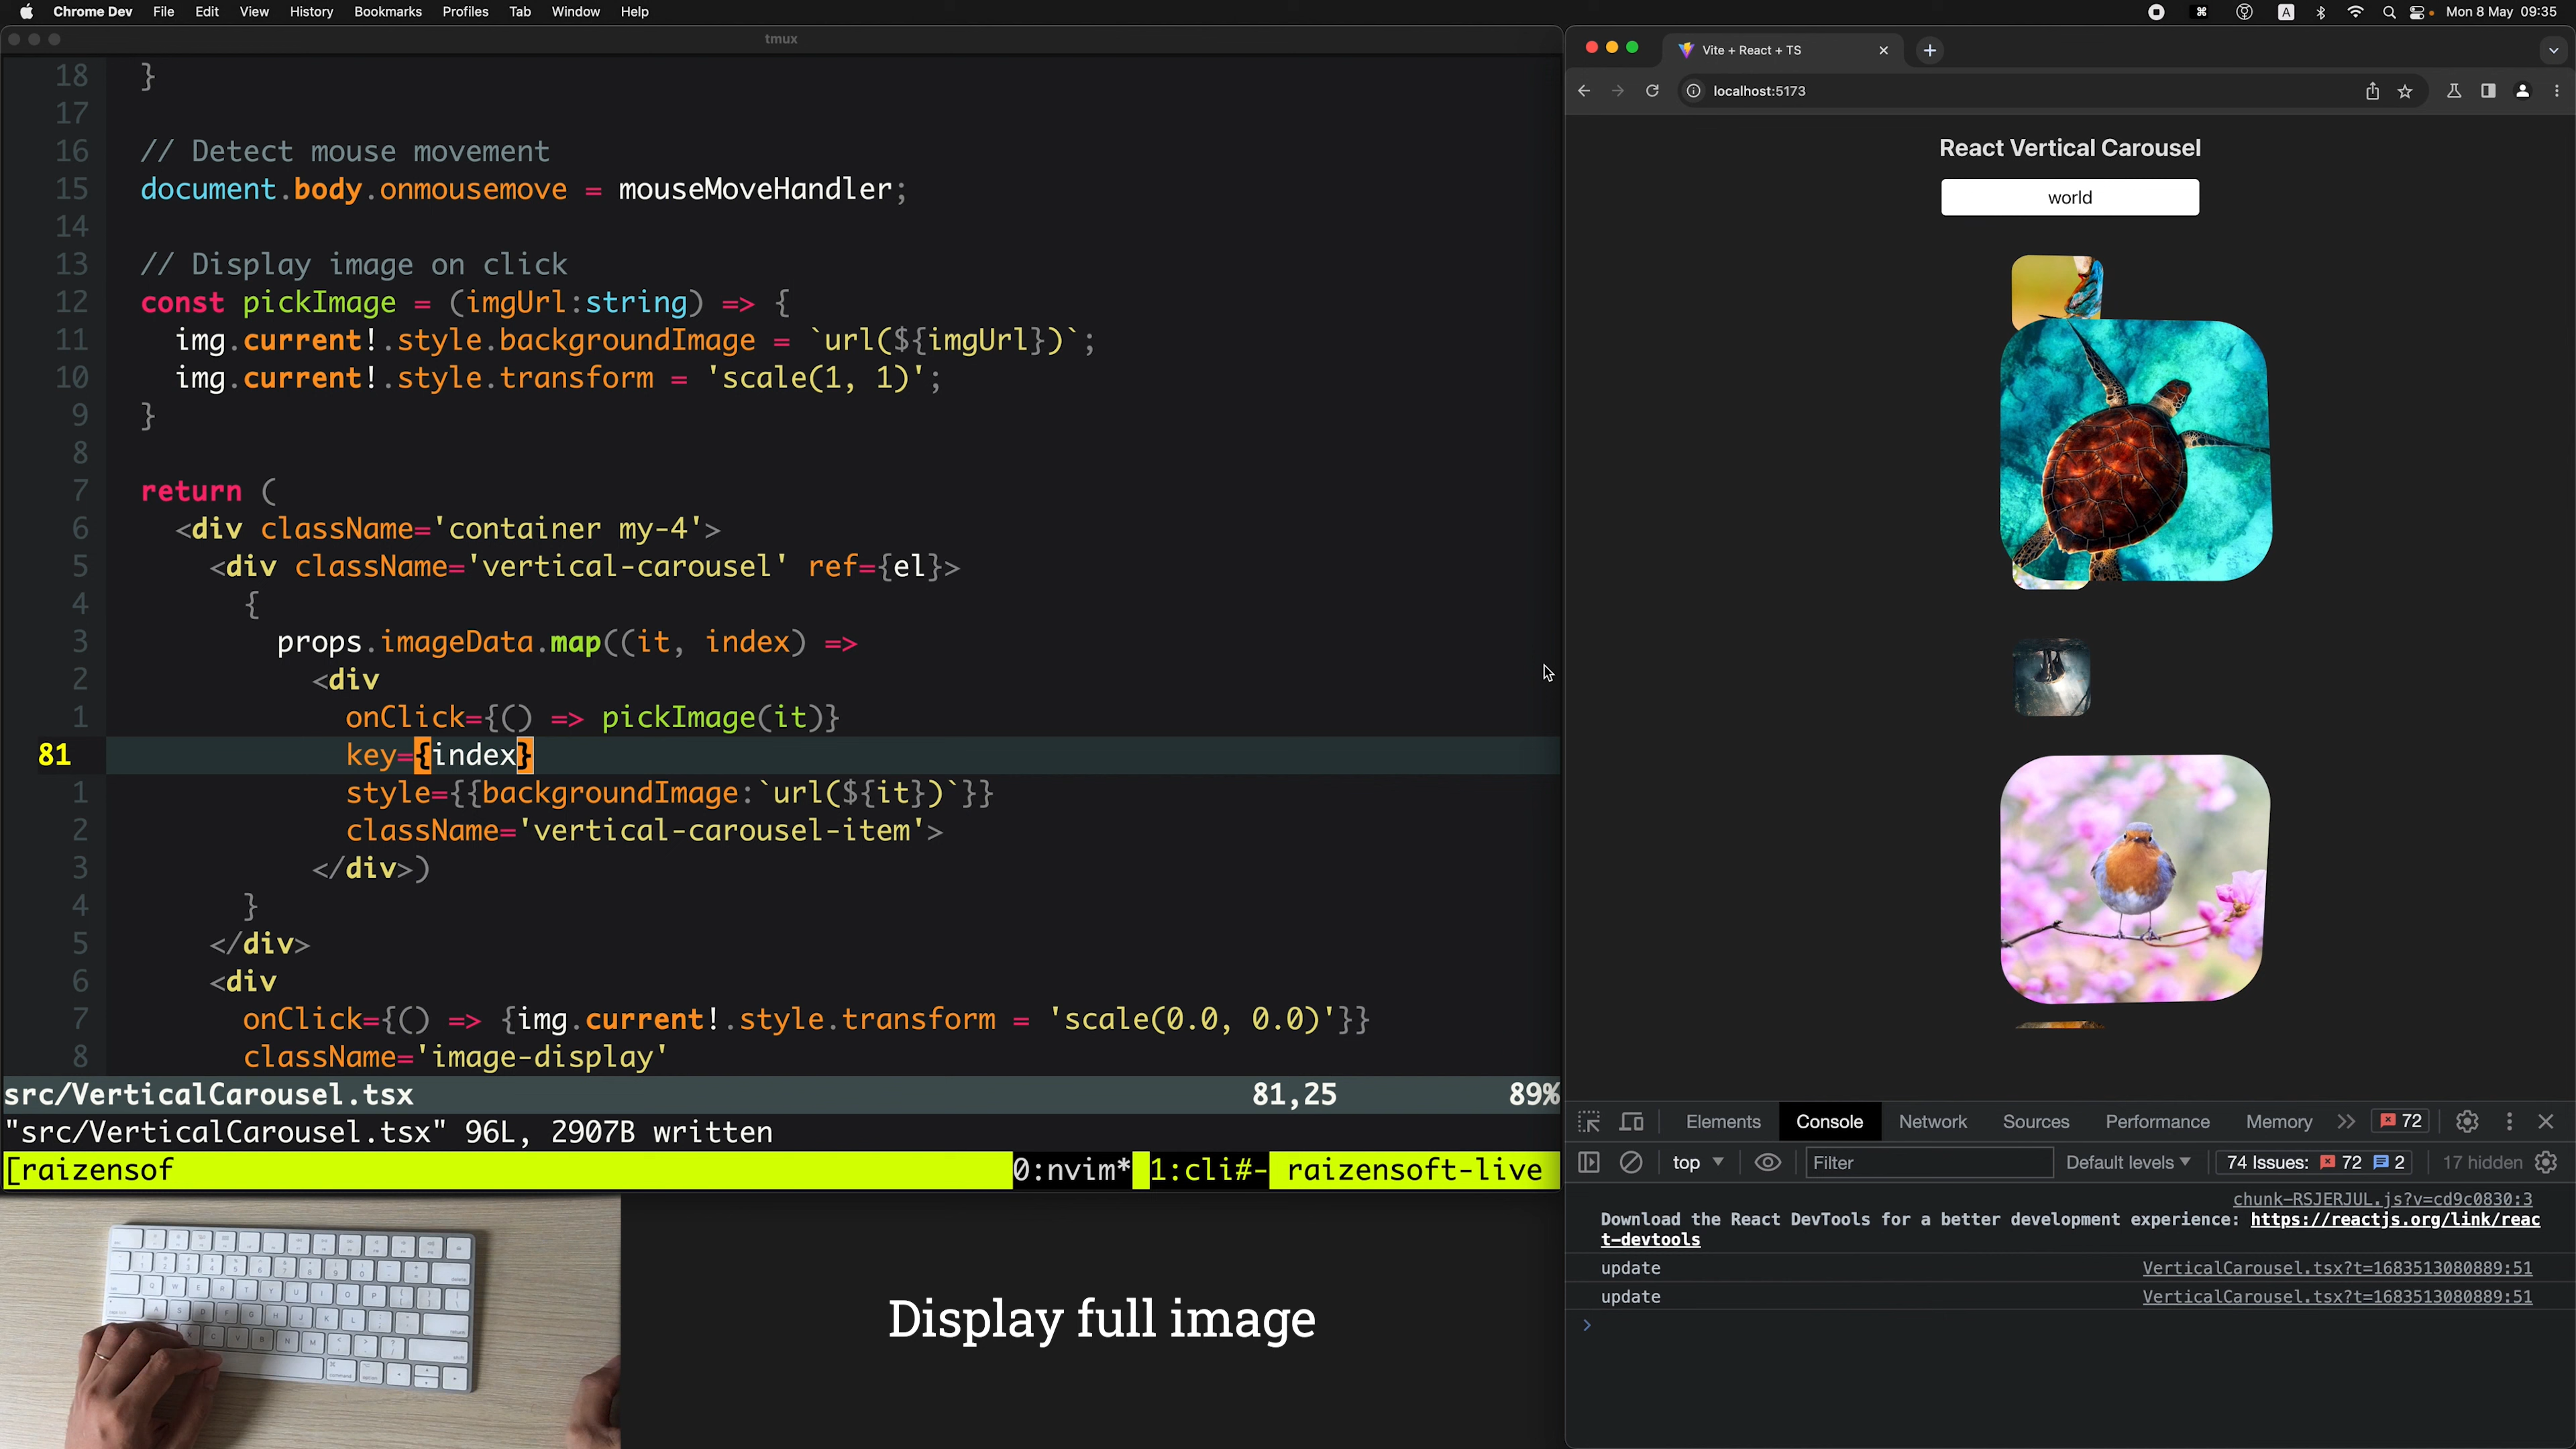 Chrome Dev File Edit View History Bookmarks Profiles Tab Window Help
A Mon 8 May 09:35
tmux
18 }
17
16 // Detect mouse movement
15 document.body.onmousemove = mouseMoveHandler;
14
13 // Display image on click
12 const pickImage = (imgUrl:string) => {
11 img.current!.style.backgroundImage = `url(${imgUrl})`;
10 img.current!.style.transform = 'scale(1, 1)';
9 }
8
7 return (
6 <div className='container my-4'>
5 <div className='vertical-carousel' ref={el}>
4 {
3 props.imageData.map((it, index) =>
2 <div
1 onClick={() => pickImage(it)}
81 key={index}
1 style={{backgroundImage:`url(${it})`}}
2 className='vertical-carousel-item'>
3 </div>)
4 }
5 </div>
6 <div
7 onClick={() => {img.current!.style.transform = 'scale(0.0, 0.0)'}}
8 className='image-display'
src/VerticalCarousel.tsx 81,25 89%
"src/VerticalCarousel.tsx" 96L, 2907B written
[raizensof 0:nvim* 1:cli#- raizensoft-live
Display full image
Vite + React + TS
localhost:5173
React Vertical Carousel
world
Elements Console Network Sources Performance Memory 72
top Filter Default levels 74 Issues: 72 2 17 hidden
chunk-RSJERJUL.js?v=cd9c0830:3
Download the React DevTools for a better development experience: https://reactjs.org/link/reac
t-devtools
update VerticalCarousel.tsx?t=1683513080889:51
update VerticalCarousel.tsx?t=1683513080889:51